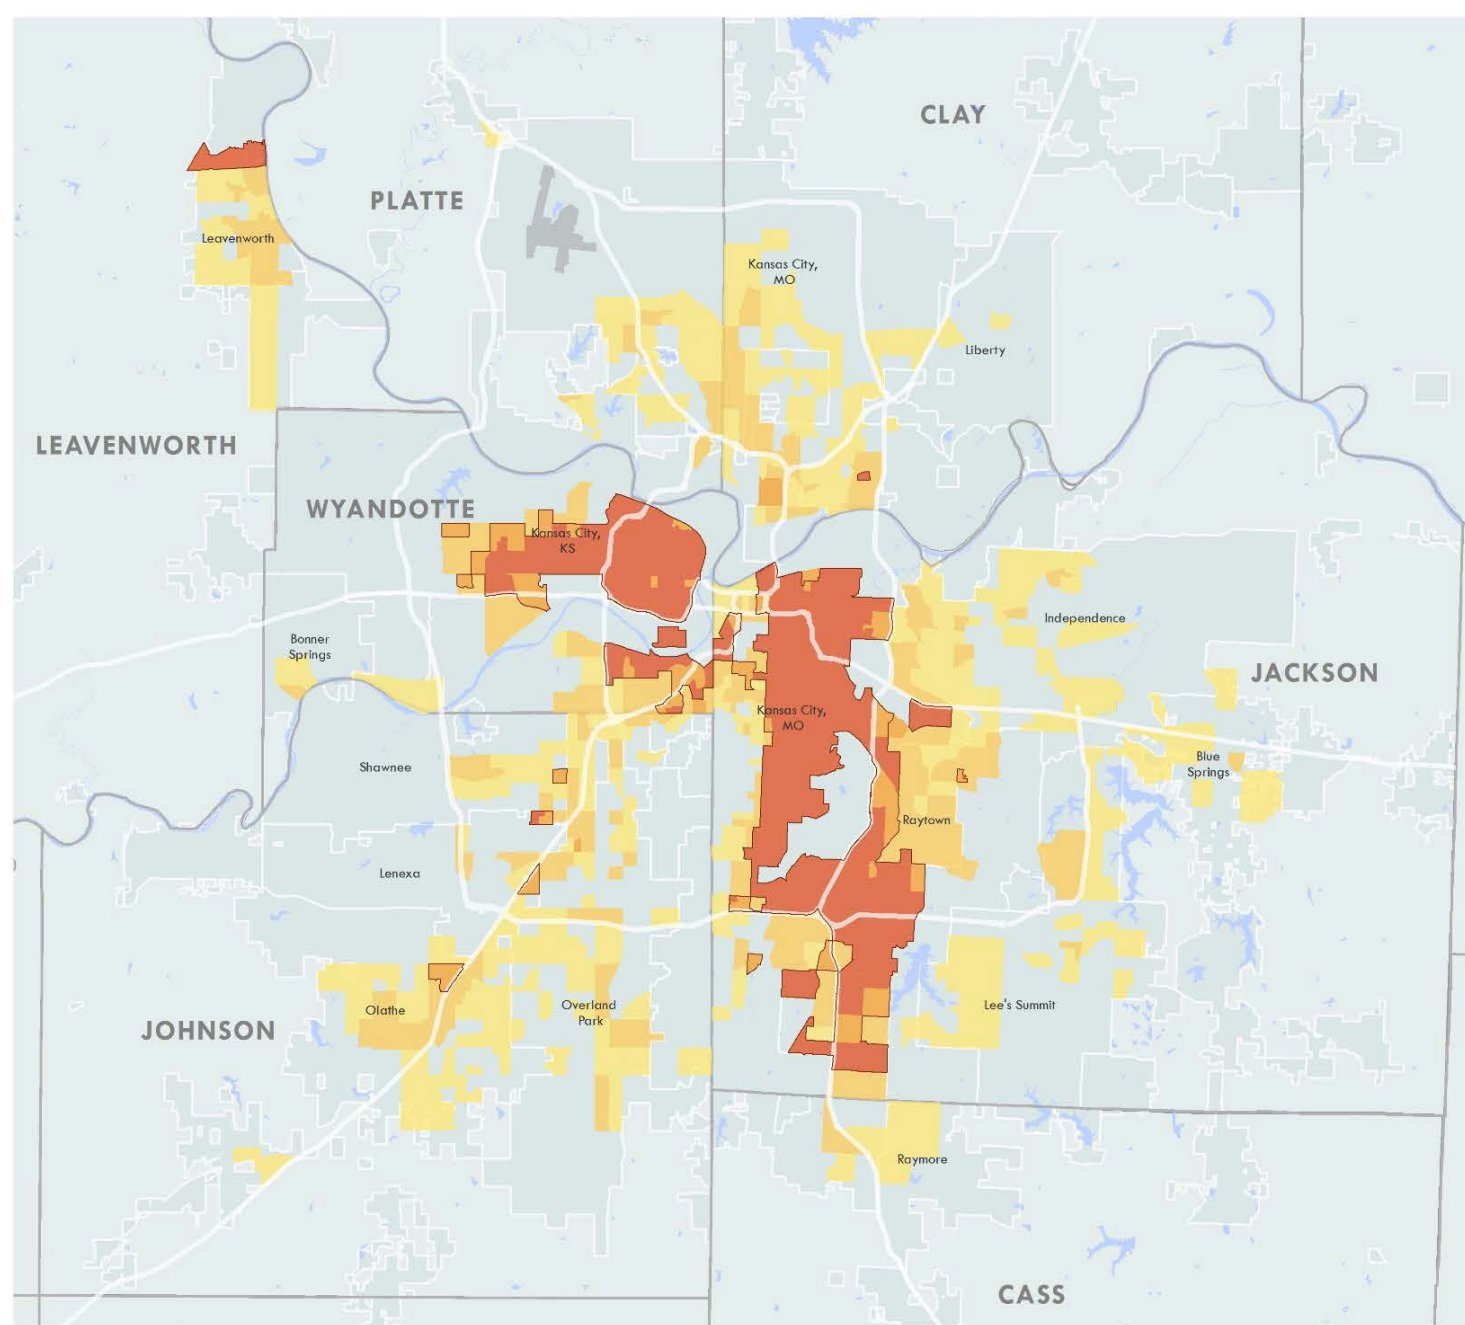 CLAY
PLATTE
Leavenworth
Kansas City,
MO
Liberty
LEAVENWORTH
WYANDOTTE
Kansas City,
KS
Independence
Bonner
Springs
JACKSON
Kansas City,
MO
Shawnee
Blue
Springs
Raytown
Lenexa
Olathe
Overland
Park
Lee's Summit
JOHNSON
Raymore
CASS